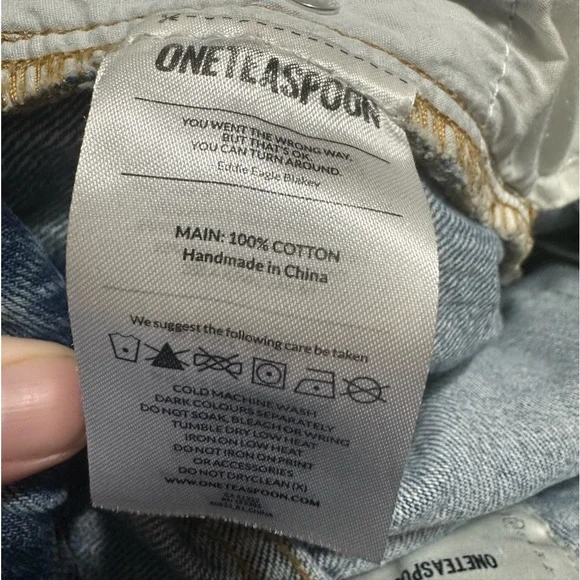 ONETEASPOON
YOU WENT THE WRONG WAY.
BUT THAT'S OK.
YOU CAN TURN AROUND.
Eddie Eagle Blakey
MAIN: 100% COTTON
Handmade in China
We suggest the following care be taken
COLD MACHINE WASH
DARK COLOURS SEPARATELY
DO NOT SOAK, BLEACH OR WRING
TUMBLE DRY LOW HEAT
IRON ON LOW HEAT
DO NOT IRON ON PRINT
OR ACCESSORIES
DO NOT DRYCLEAN (X)
WWW.ONETEASPOON.COM
ONETEASPOO